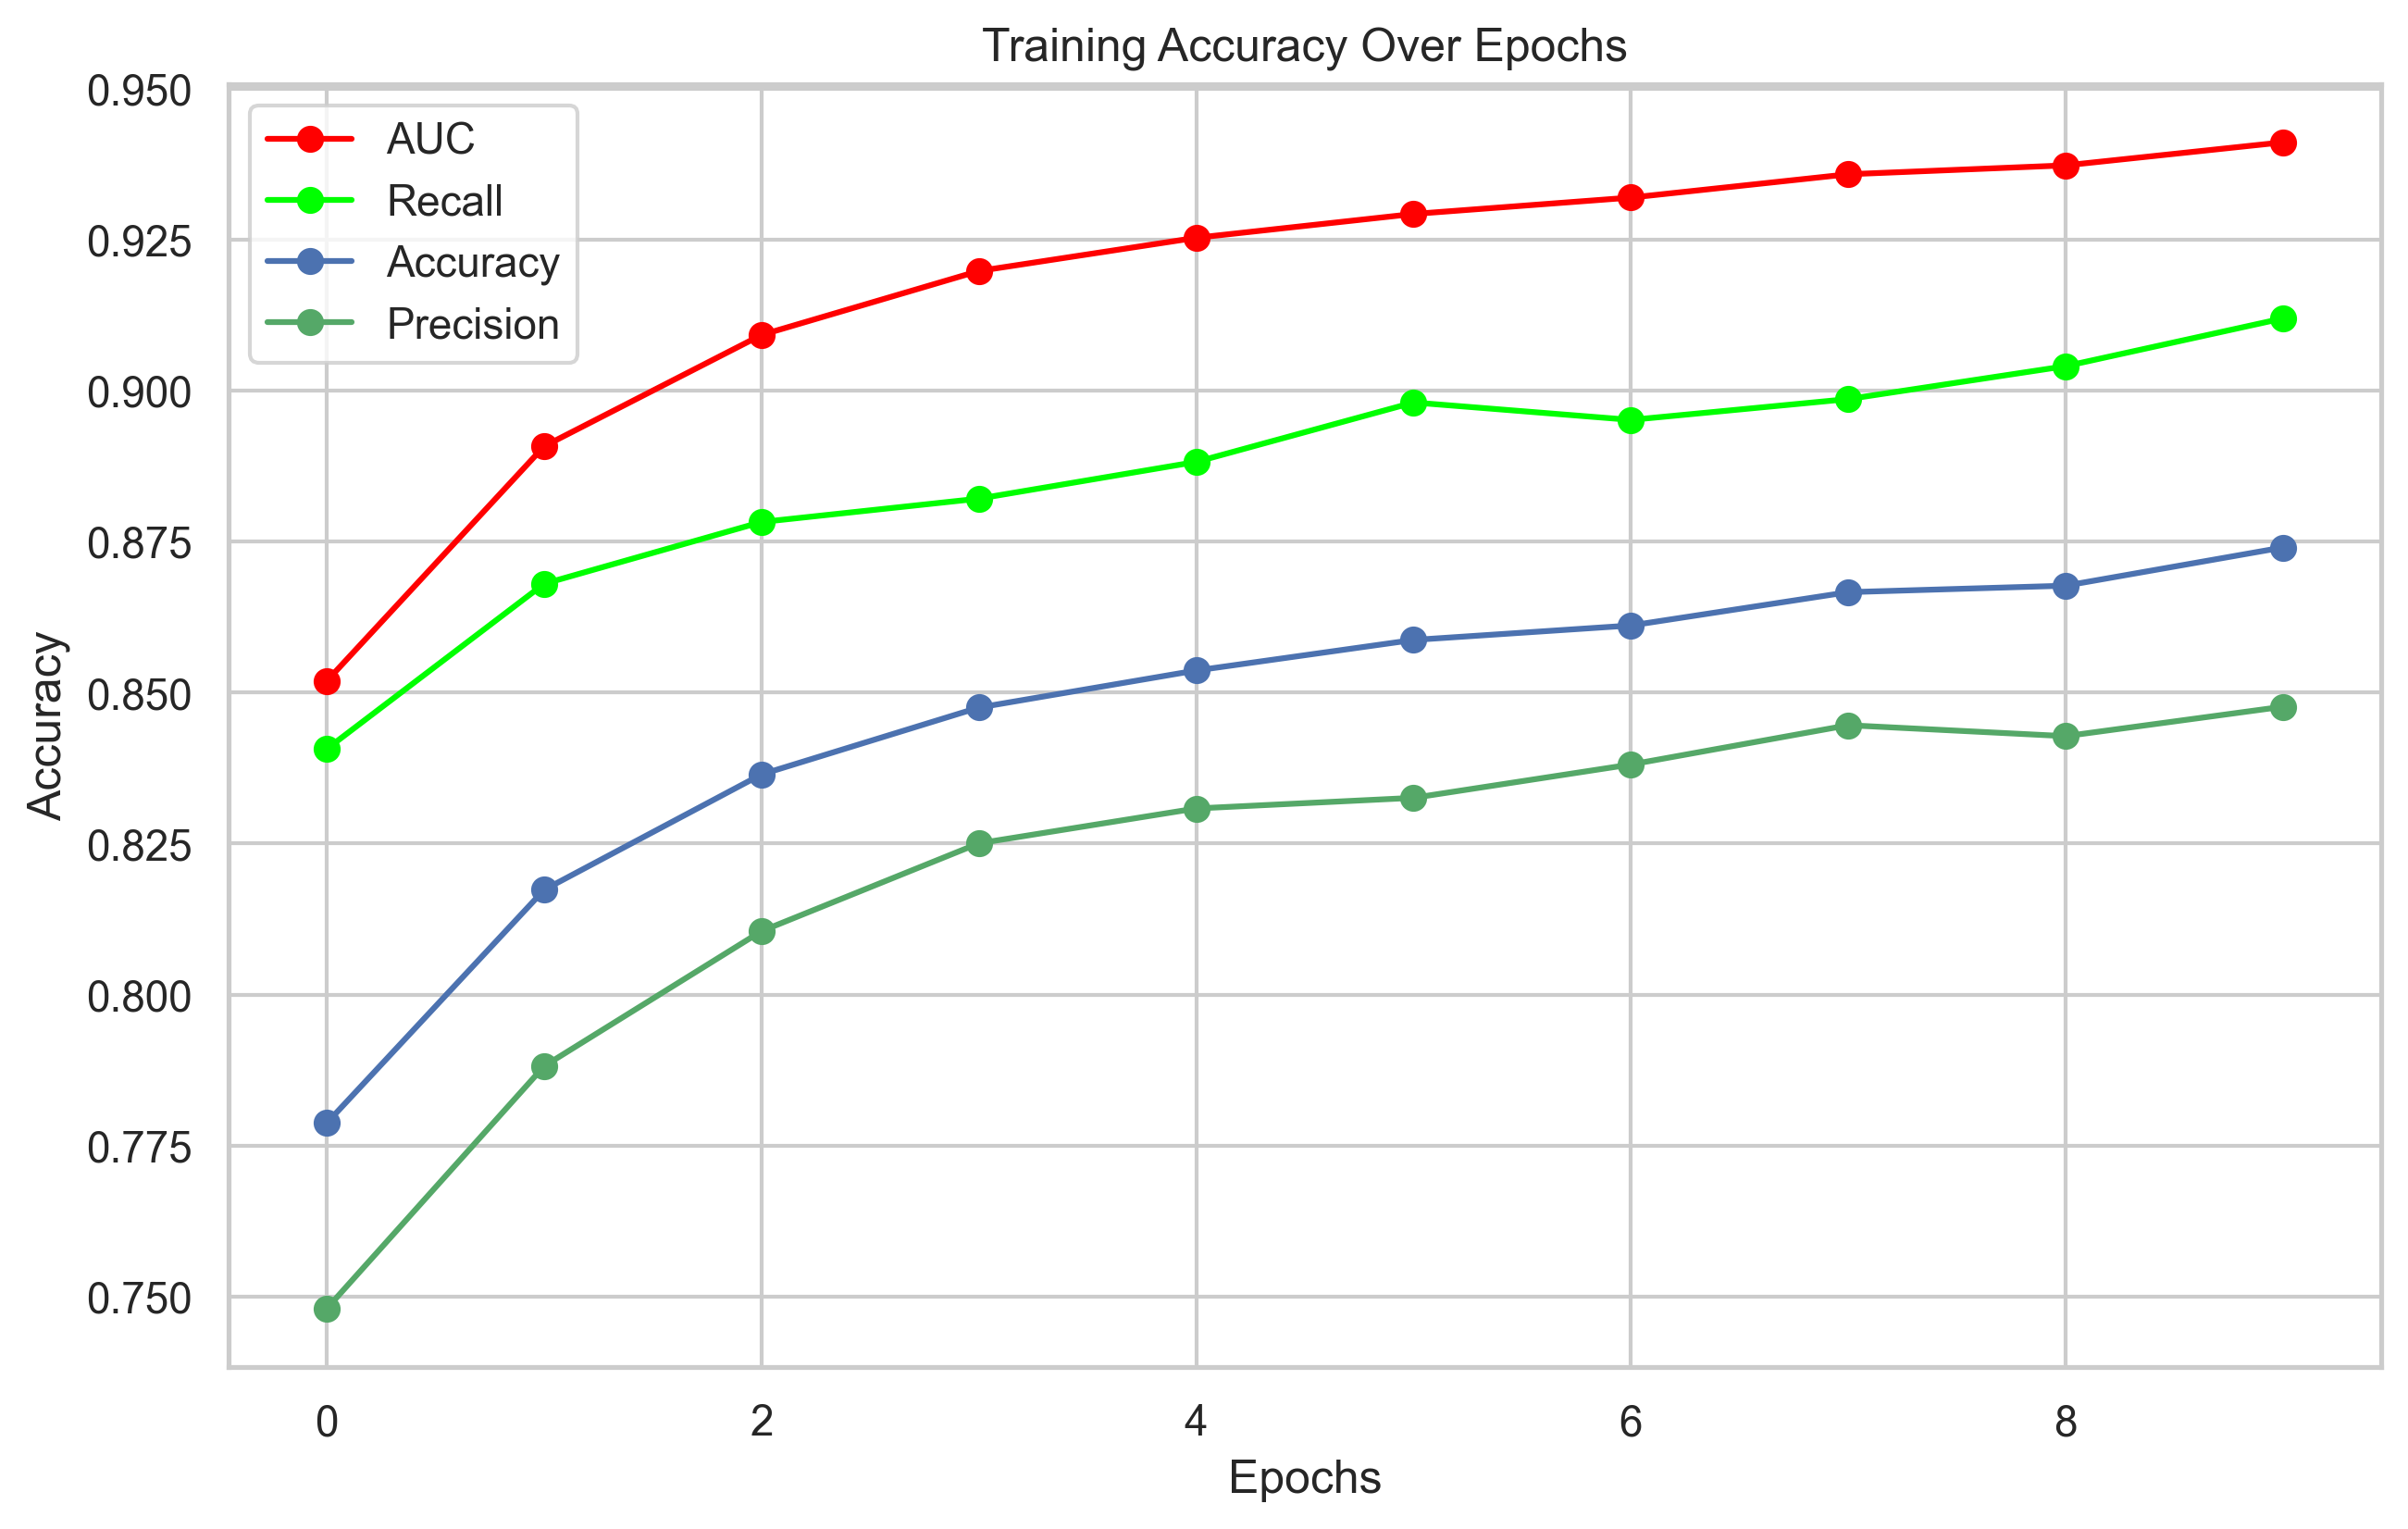 Training Accuracy Over Epochs
0.950
0.925
0.900
0.875
0.850
0.825
0.800
0.775
0.750
AUC
Recall
Accuracy
Precision
Accuracy
0 2 4 6 8
Epochs